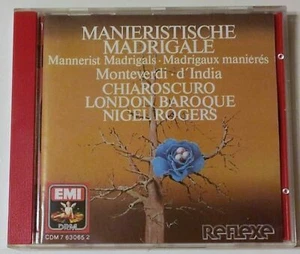 MANIERISTISCHE
MADRIGALE
Mannerist Madrigals · Madrigaux maniérés
Monteverdi · d'India
CHIAROSCURO
LONDON BAROQUE
NIGEL ROGERS
EMI
DRM
CDM 7 63065 2
Reflexe